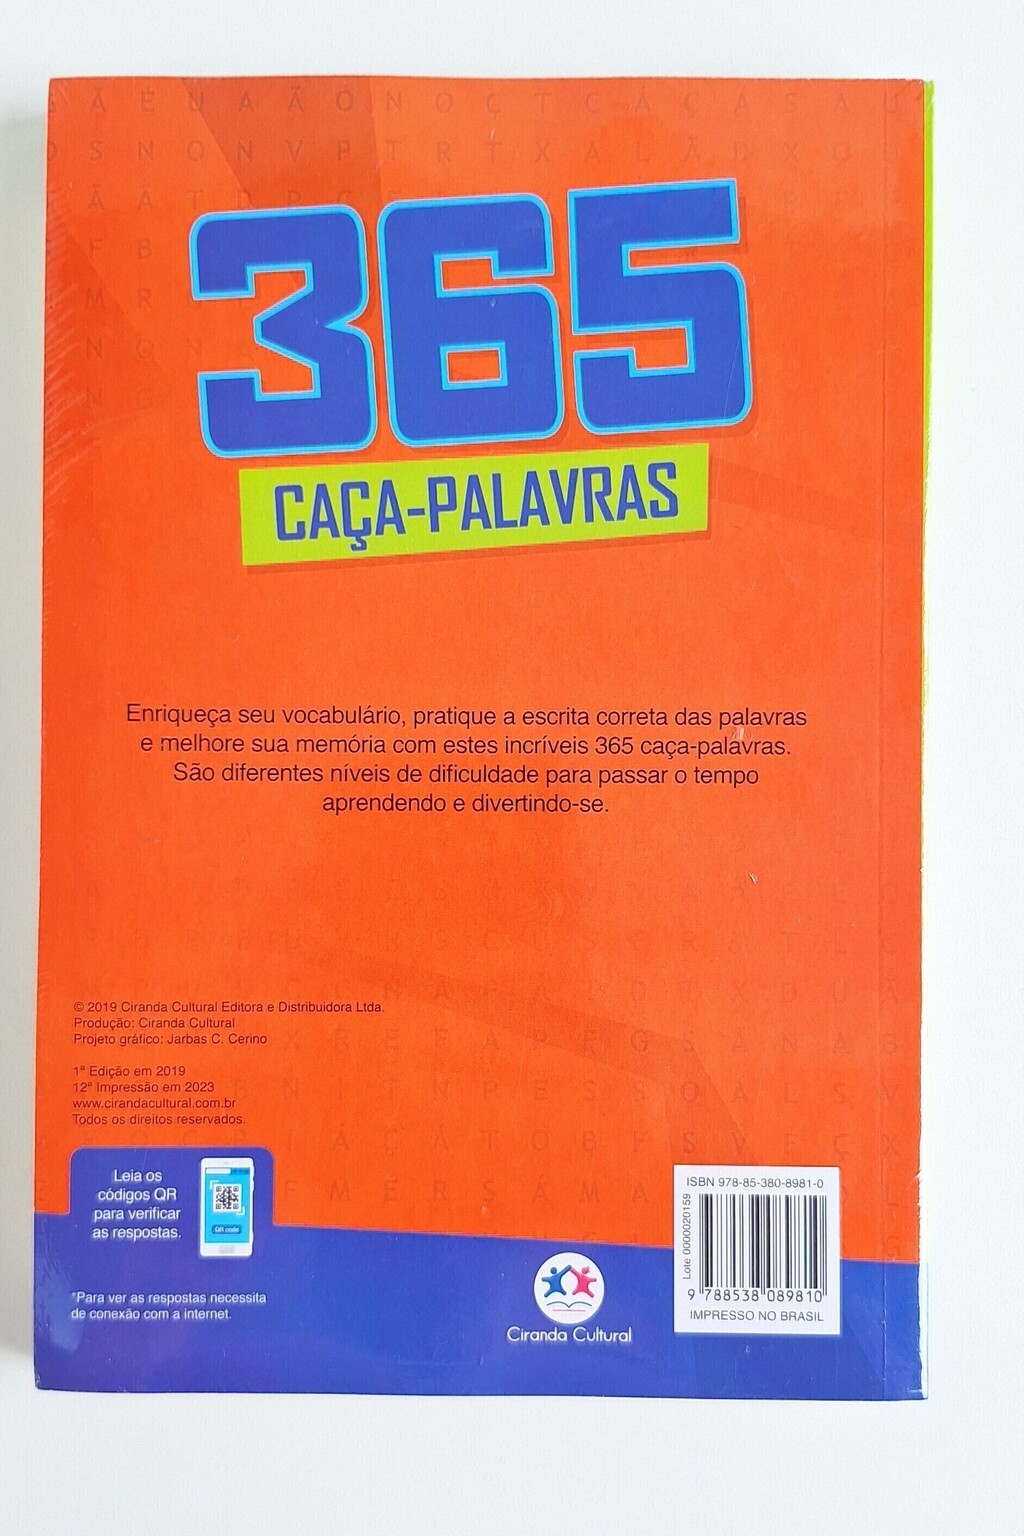 365
CAÇA-PALAVRAS
Enriqueça seu vocabulário, pratique a escrita correta das palavras
e melhore sua memória com estes incríveis 365 caça-palavras.
São diferentes níveis de dificuldade para passar o tempo
aprendendo e divertindo-se.
© 2019 Ciranda Cultural Editora e Distribuidora Ltda.
Produção: Ciranda Cultural
Projeto gráfico: Jarbas C. Cerino
1ª Edição em 2019
12ª Impressão em 2023
www.cirandacultural.com.br
Todos os direitos reservados.
Leia os
códigos QR
para verificar
as respostas.
QR code
*Para ver as respostas necessita
de conexão com a internet.
Ciranda Cultural
ISBN 978-85-380-8981-0
Lote 0000020159
9 788538 089810
IMPRESSO NO BRASIL